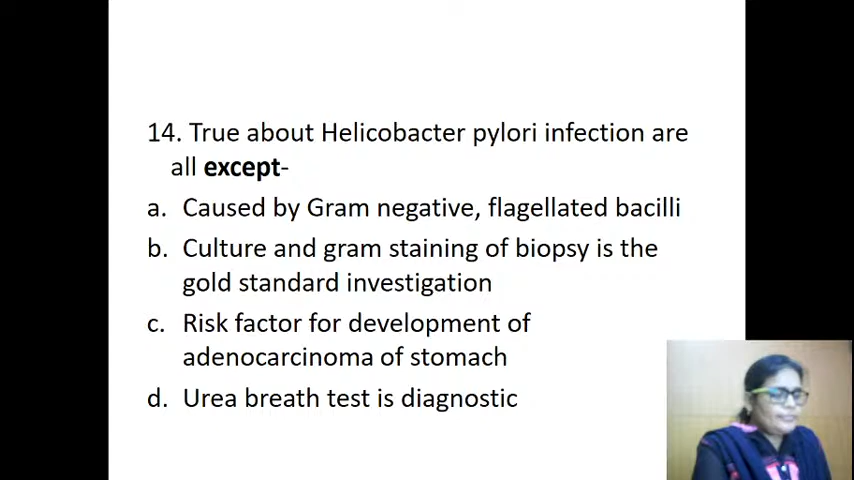 14. True about Helicobacter pylori infection are
all except-
a. Caused by Gram negative, flagellated bacilli
b. Culture and gram staining of biopsy is the
gold standard investigation
c. Risk factor for development of
adenocarcinoma of stomach
d. Urea breath test is diagnostic